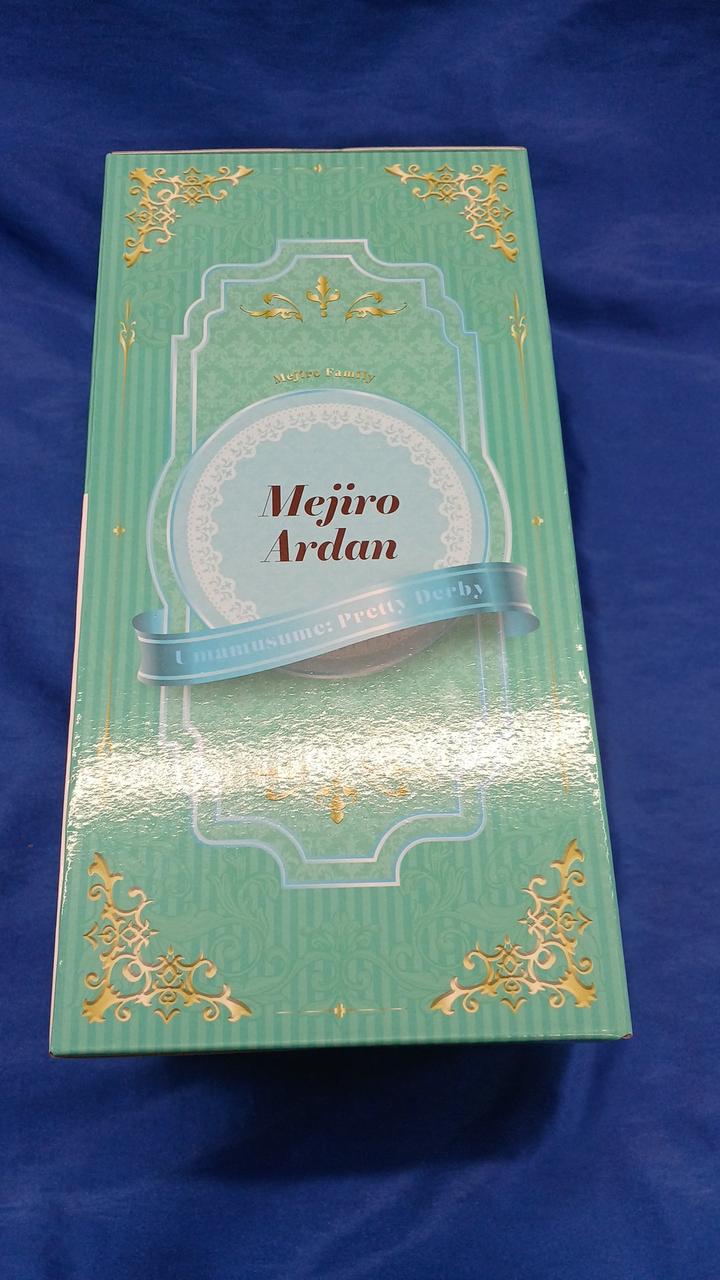 Mejiro Family
Mejiro
Ardan
Umamusume: Pretty Derby